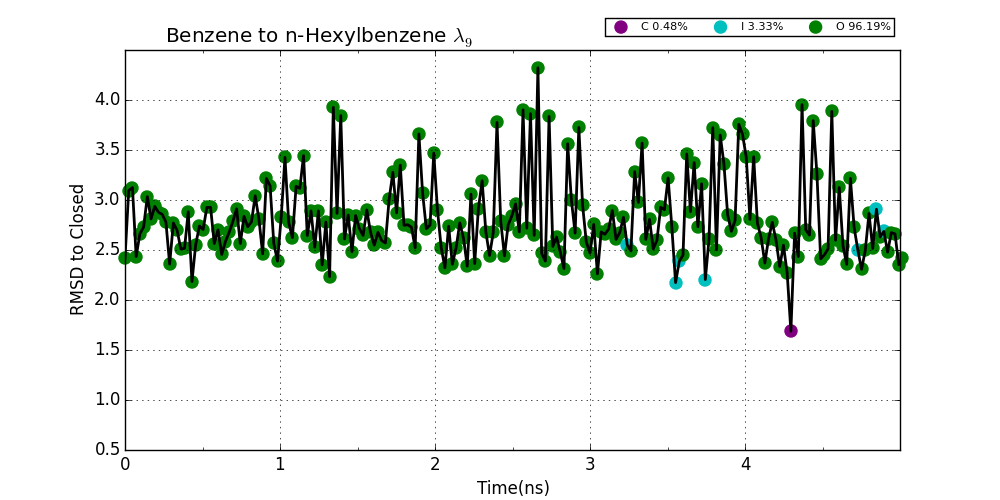 C 0.48% I 3.33% O 96.19%
Benzene to n-Hexylbenzene λ₉
4.0
3.5
3.0
2.5
2.0
1.5
1.0
0.5
RMSD to Closed
0 1 2 3 4
Time(ns)